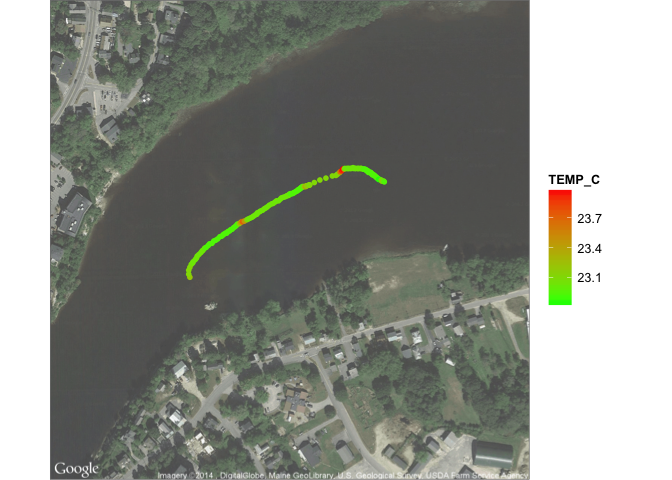 TEMP_C
23.7
23.4
23.1
Google
Imagery ©2014 , DigitalGlobe, Maine GeoLibrary, U.S. Geological Survey, USDA Farm Service Agency